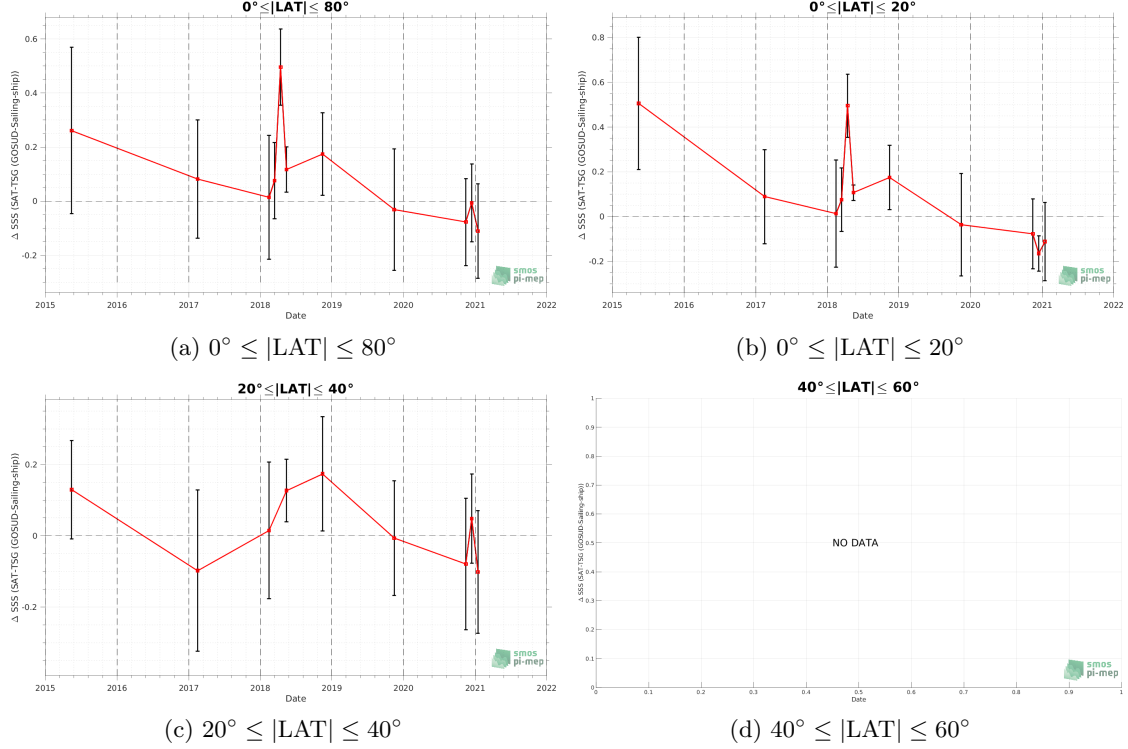 0°≤|LAT|≤ 80°
Δ SSS (SAT-TSG (GOSUD-Sailing-ship))
0.6
0.4
0.2
0
-0.2
2015 2016 2017 2018 2019 2020 2021 2022
Date
smos
pi-mep
(a) 0° ≤ |LAT| ≤ 80°
0°≤|LAT|≤ 20°
Δ SSS (SAT-TSG (GOSUD-Sailing-ship))
0.8
0.6
0.4
0.2
0
-0.2
2015 2016 2017 2018 2019 2020 2021 2022
Date
smos
pi-mep
(b) 0° ≤ |LAT| ≤ 20°
20°≤|LAT|≤ 40°
Δ SSS (SAT-TSG (GOSUD-Sailing-ship))
0.2
0
-0.2
2015 2016 2017 2018 2019 2020 2021 2022
Date
smos
pi-mep
(c) 20° ≤ |LAT| ≤ 40°
40°≤|LAT|≤ 60°
Δ SSS (SAT-TSG (GOSUD-Sailing-ship))
1
0.9
0.8
0.7
0.6
0.5
0.4
0.3
0.2
0.1
0
NO DATA
0 0.1 0.2 0.3 0.4 0.5 0.6 0.7 0.8 0.9 1
Date
smos
pi-mep
(d) 40° ≤ |LAT| ≤ 60°